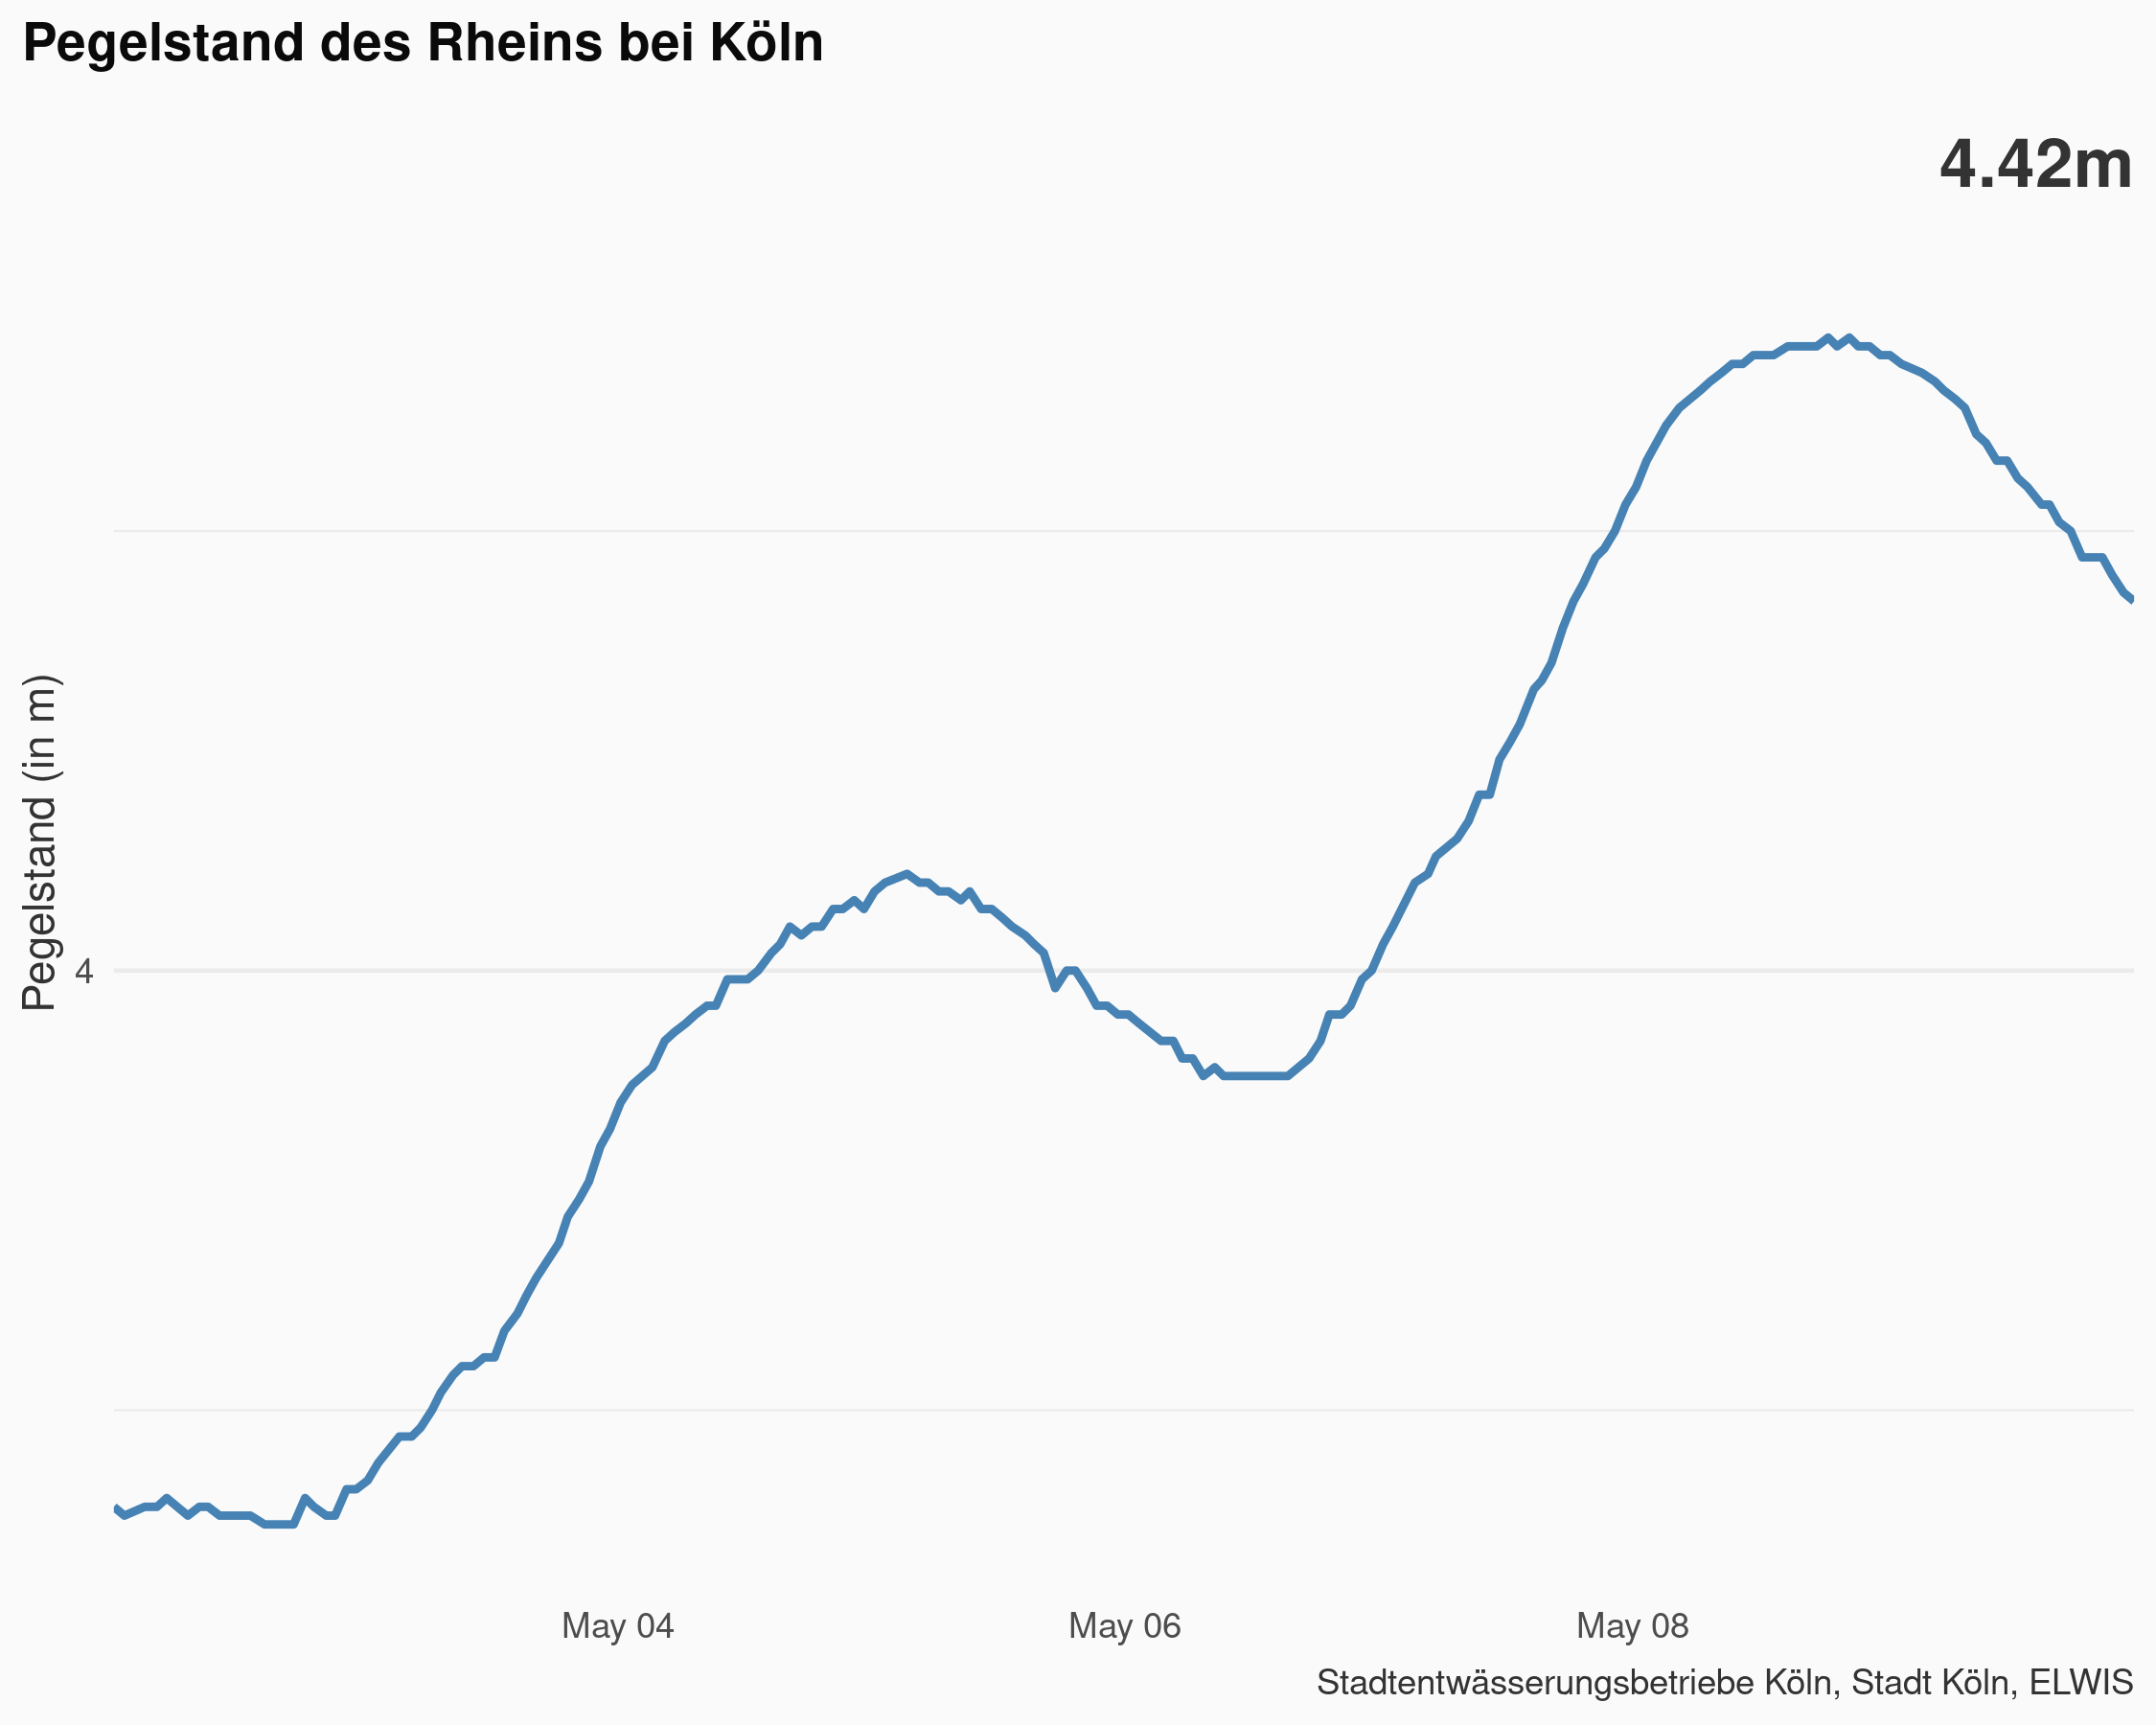 Pegelstand des Rheins bei Köln
4.42m
Pegelstand (in m)
4
May 04
May 06
May 08
Stadtentwässerungsbetriebe Köln, Stadt Köln, ELWIS